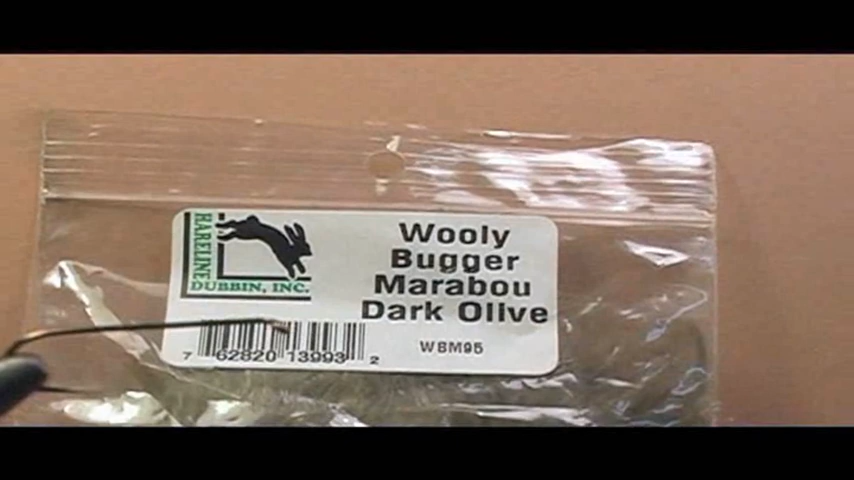 HARELINE
DUBBIN, INC.
Wooly
Bugger
Marabou
Dark Olive
WBM95
7 62820 13993 2